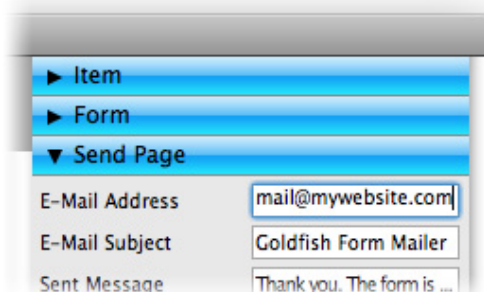 Item
Form
Send Page
E-Mail Address mail@mywebsite.com
E-Mail Subject Goldfish Form Mailer
Sent Message Thank you. The form is ...